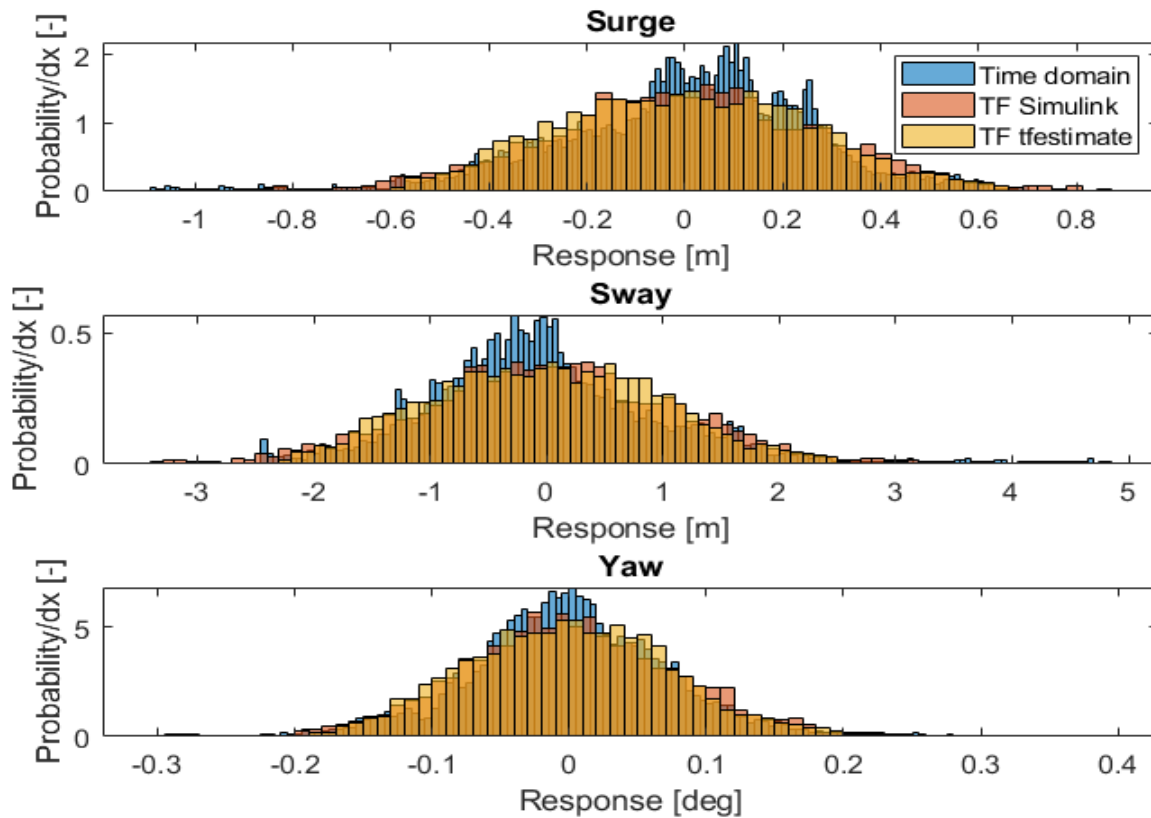 Surge
Probability/dx [-]
2
1
0
Time domain
TF Simulink
TF tfestimate
-1 -0.8 -0.6 -0.4 -0.2 0 0.2 0.4 0.6 0.8
Response [m]
Sway
Probability/dx [-]
0.5
0
-3 -2 -1 0 1 2 3 4 5
Response [m]
Yaw
Probability/dx [-]
5
0
-0.3 -0.2 -0.1 0 0.1 0.2 0.3 0.4
Response [deg]